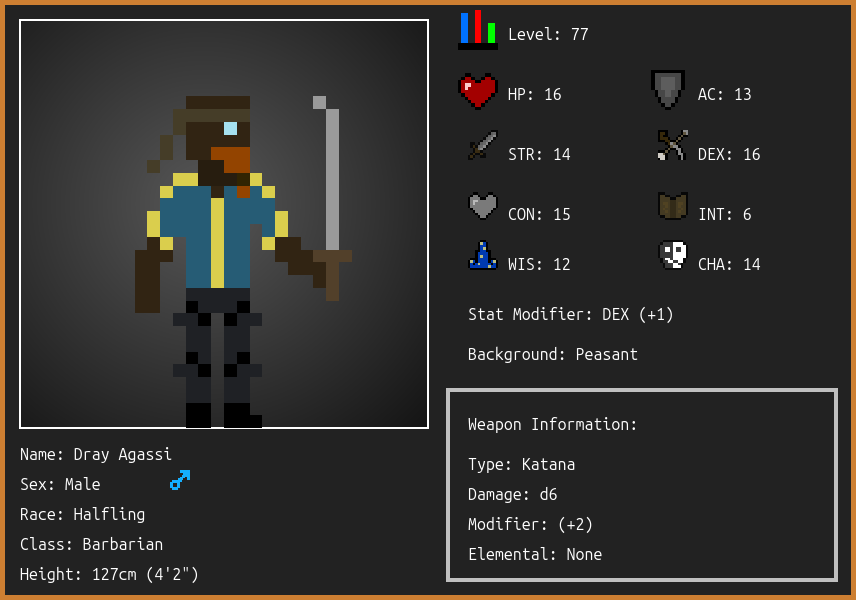 Level: 77
HP: 16
AC: 13
STR: 14
DEX: 16
CON: 15
INT: 6
WIS: 12
CHA: 14
Stat Modifier: DEX (+1)
Background: Peasant
Weapon Information:
Type: Katana
Damage: d6
Modifier: (+2)
Elemental: None
Name: Dray Agassi
Sex: Male
Race: Halfling
Class: Barbarian
Height: 127cm (4'2")